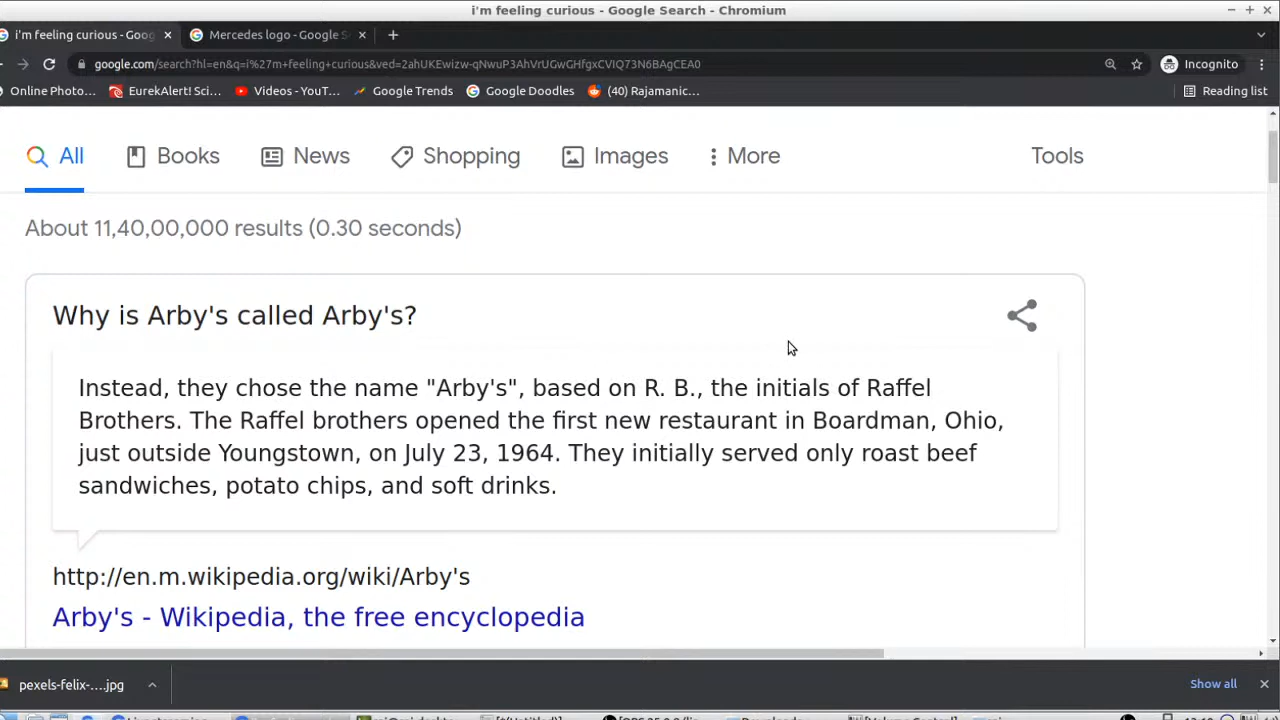 i'm feeling curious - Google Search - Chromium
i'm feeling curious - Goog
Mercedes logo - Google S
google.com/search?hl=en&q=i%27m+feeling+curious&ved=2ahUKEwizw-qNwuP3AhVrUGwGHfgxCVIQ73N6BAgCEA0
Incognito
Online Photo... EurekAlert! Sci... Videos - YouT... Google Trends Google Doodles (40) Rajamanic... Reading list
All Books News Shopping Images More Tools
About 11,40,00,000 results (0.30 seconds)
Why is Arby's called Arby's?
Instead, they chose the name "Arby's", based on R. B., the initials of Raffel
Brothers. The Raffel brothers opened the first new restaurant in Boardman, Ohio,
just outside Youngstown, on July 23, 1964. They initially served only roast beef
sandwiches, potato chips, and soft drinks.
http://en.m.wikipedia.org/wiki/Arby's
Arby's - Wikipedia, the free encyclopedia
pexels-felix-....jpg
Show all